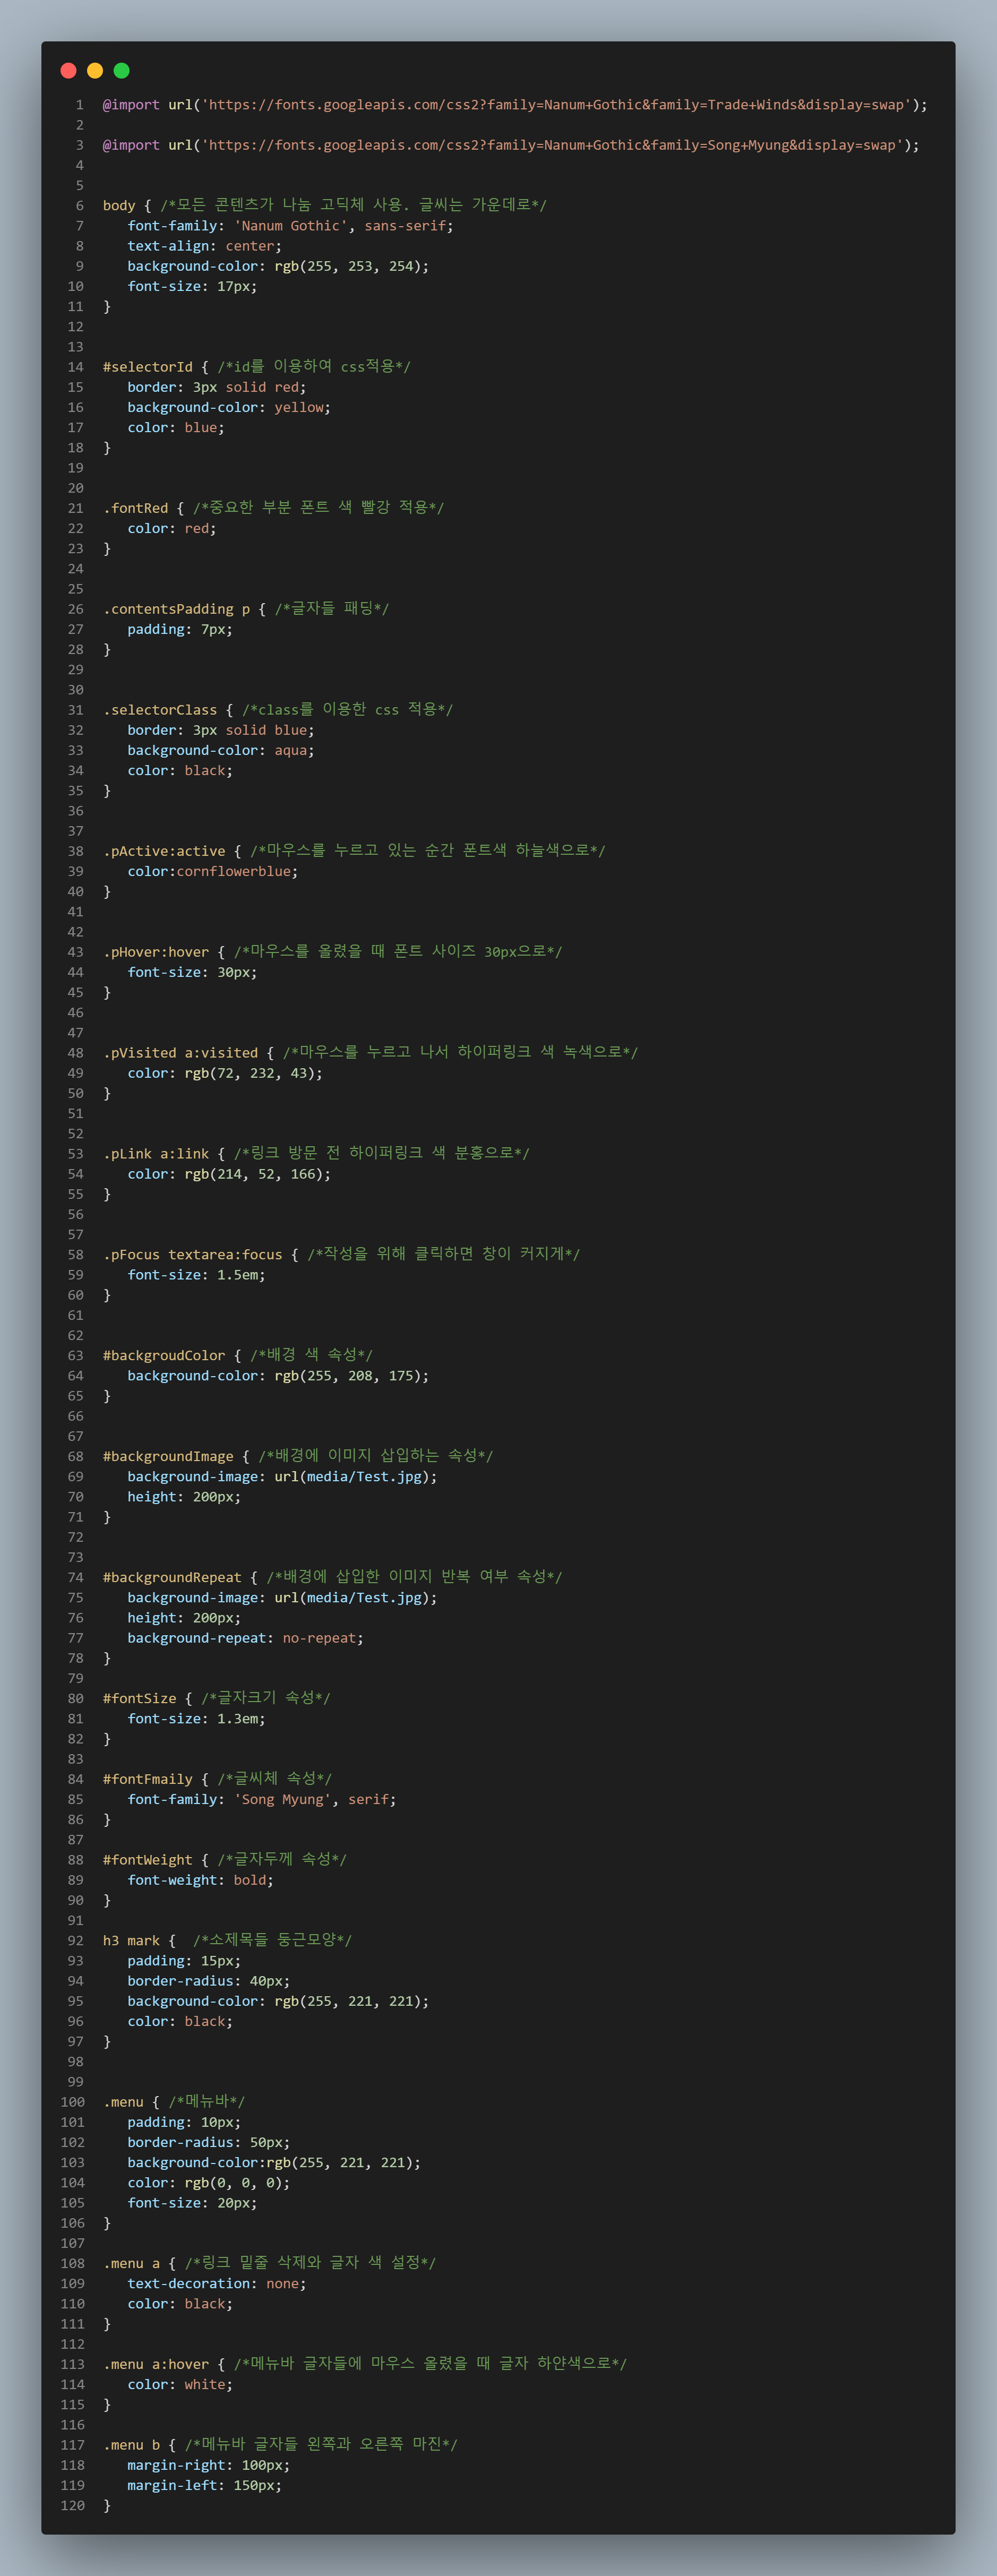 1 @import url('https://fonts.googleapis.com/css2?family=Nanum+Gothic&family=Trade+Winds&display=swap');
2
3 @import url('https://fonts.googleapis.com/css2?family=Nanum+Gothic&family=Song+Myung&display=swap');
4
5
6 body { /*모든 콘텐츠가 나눔 고딕체 사용. 글씨는 가운데로*/
7    font-family: 'Nanum Gothic', sans-serif;
8    text-align: center;
9    background-color: rgb(255, 253, 254);
10    font-size: 17px;
11 }
12
13
14 #selectorId { /*id를 이용하여 css적용*/
15    border: 3px solid red;
16    background-color: yellow;
17    color: blue;
18 }
19
20
21 .fontRed { /*중요한 부분 폰트 색 빨강 적용*/
22    color: red;
23 }
24
25
26 .contentsPadding p { /*글자들 패딩*/
27    padding: 7px;
28 }
29
30
31 .selectorClass { /*class를 이용한 css 적용*/
32    border: 3px solid blue;
33    background-color: aqua;
34    color: black;
35 }
36
37
38 .pActive:active { /*마우스를 누르고 있는 순간 폰트색 하늘색으로*/
39    color:cornflowerblue;
40 }
41
42
43 .pHover:hover { /*마우스를 올렸을 때 폰트 사이즈 30px으로*/
44    font-size: 30px;
45 }
46
47
48 .pVisited a:visited { /*마우스를 누르고 나서 하이퍼링크 색 녹색으로*/
49    color: rgb(72, 232, 43);
50 }
51
52
53 .pLink a:link { /*링크 방문 전 하이퍼링크 색 분홍으로*/
54    color: rgb(214, 52, 166);
55 }
56
57
58 .pFocus textarea:focus { /*작성을 위해 클릭하면 창이 커지게*/
59    font-size: 1.5em;
60 }
61
62
63 #backgroudColor { /*배경 색 속성*/
64    background-color: rgb(255, 208, 175);
65 }
66
67
68 #backgroundImage { /*배경에 이미지 삽입하는 속성*/
69    background-image: url(media/Test.jpg);
70    height: 200px;
71 }
72
73
74 #backgroundRepeat { /*배경에 삽입한 이미지 반복 여부 속성*/
75    background-image: url(media/Test.jpg);
76    height: 200px;
77    background-repeat: no-repeat;
78 }
79
80 #fontSize { /*글자크기 속성*/
81    font-size: 1.3em;
82 }
83
84 #fontFmaily { /*글씨체 속성*/
85    font-family: 'Song Myung', serif;
86 }
87
88 #fontWeight { /*글자두께 속성*/
89    font-weight: bold;
90 }
91
92 h3 mark {  /*소제목들 둥근모양*/
93    padding: 15px;
94    border-radius: 40px;
95    background-color: rgb(255, 221, 221);
96    color: black;
97 }
98
99
100 .menu { /*메뉴바*/
101    padding: 10px;
102    border-radius: 50px;
103    background-color:rgb(255, 221, 221);
104    color: rgb(0, 0, 0);
105    font-size: 20px;
106 }
107
108 .menu a { /*링크 밑줄 삭제와 글자 색 설정*/
109    text-decoration: none;
110    color: black;
111 }
112
113 .menu a:hover { /*메뉴바 글자들에 마우스 올렸을 때 글자 하얀색으로*/
114    color: white;
115 }
116
117 .menu b { /*메뉴바 글자들 왼쪽과 오른쪽 마진*/
118    margin-right: 100px;
119    margin-left: 150px;
120 }